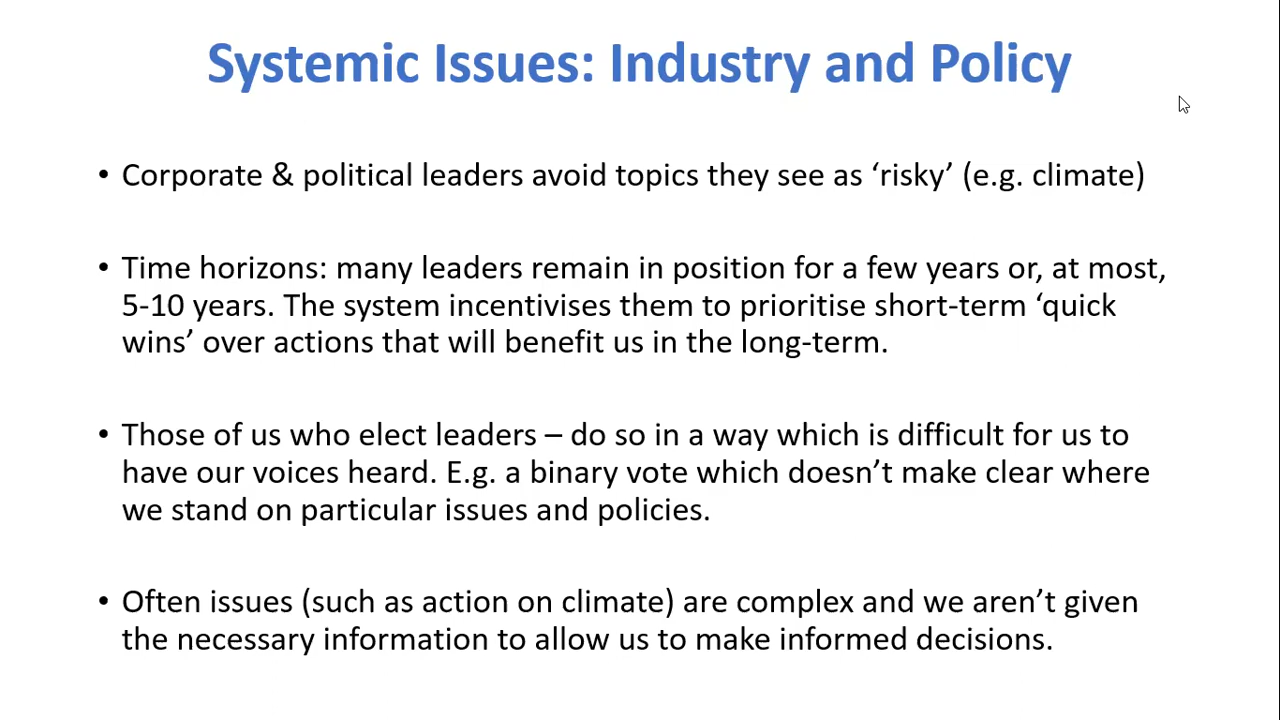 Systemic Issues: Industry and Policy
• Corporate & political leaders avoid topics they see as ‘risky’ (e.g. climate)
• Time horizons: many leaders remain in position for a few years or, at most,
5-10 years. The system incentivises them to prioritise short-term ‘quick
wins’ over actions that will benefit us in the long-term.
• Those of us who elect leaders – do so in a way which is difficult for us to
have our voices heard. E.g. a binary vote which doesn’t make clear where
we stand on particular issues and policies.
• Often issues (such as action on climate) are complex and we aren’t given
the necessary information to allow us to make informed decisions.